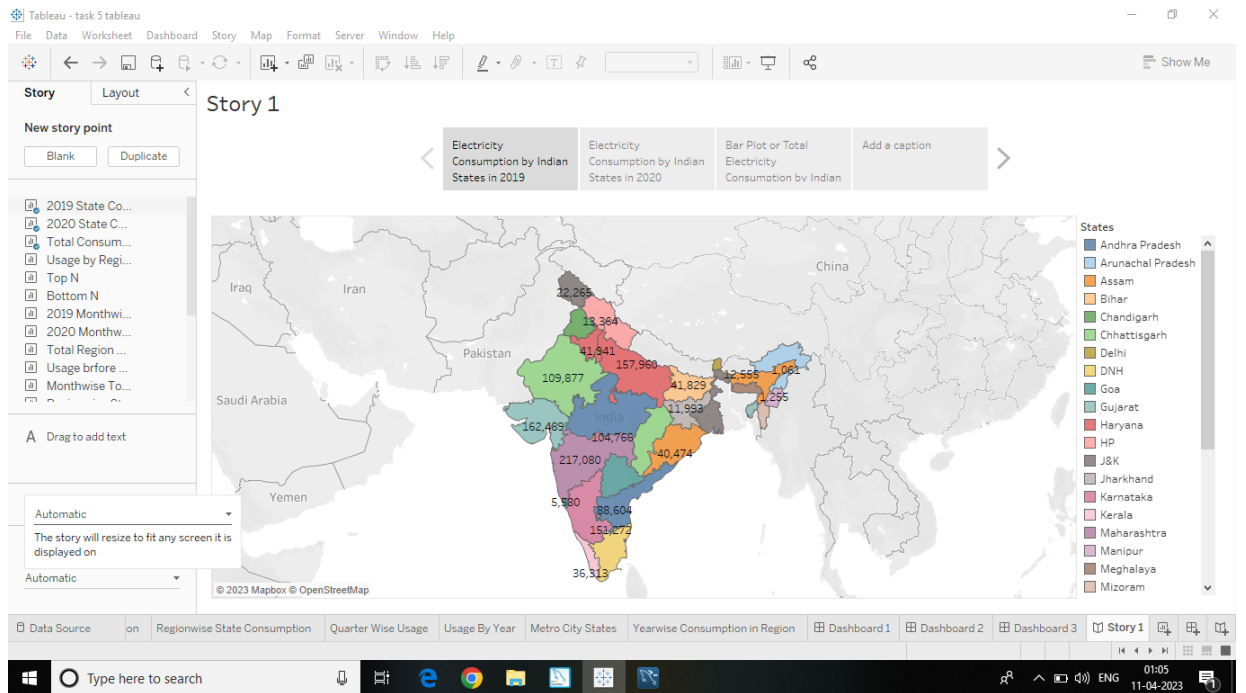 Tableau - task 5 tableau
File Data Worksheet Dashboard Story Map Format Server Window Help
Show Me
Story Layout
Story 1
New story point
Blank Duplicate
Electricity
Consumption by Indian
States in 2019
Electricity
Consumption by Indian
States in 2020
Bar Plot or Total
Electricity
Consumption by Indian
Add a caption
2019 State Co...
2020 State C...
Total Consum...
Usage by Regi...
Top N
Bottom N
2019 Monthwi...
2020 Monthw...
Total Region ...
Usage brfore ...
Monthwise To...
A Drag to add text
Automatic
The story will resize to fit any screen it is
displayed on
Automatic
Iraq
Iran
China
Pakistan
Saudi Arabia
India
Yemen
22,265
13,364
41,941
157,960
109,877
12,555
1,061
41,829
1,255
11,993
162,489
104,766
40,474
217,080
5,580
88,604
151,272
36,313
© 2023 Mapbox © OpenStreetMap
States
Andhra Pradesh
Arunachal Pradesh
Assam
Bihar
Chandigarh
Chhattisgarh
Delhi
DNH
Goa
Gujarat
Haryana
HP
J&K
Jharkhand
Karnataka
Kerala
Maharashtra
Manipur
Meghalaya
Mizoram
Data Source on Regionwise State Consumption Quarter Wise Usage Usage By Year Metro City States Yearwise Consumption in Region Dashboard 1 Dashboard 2 Dashboard 3 Story 1
Type here to search
ENG
01:05
11-04-2023
1